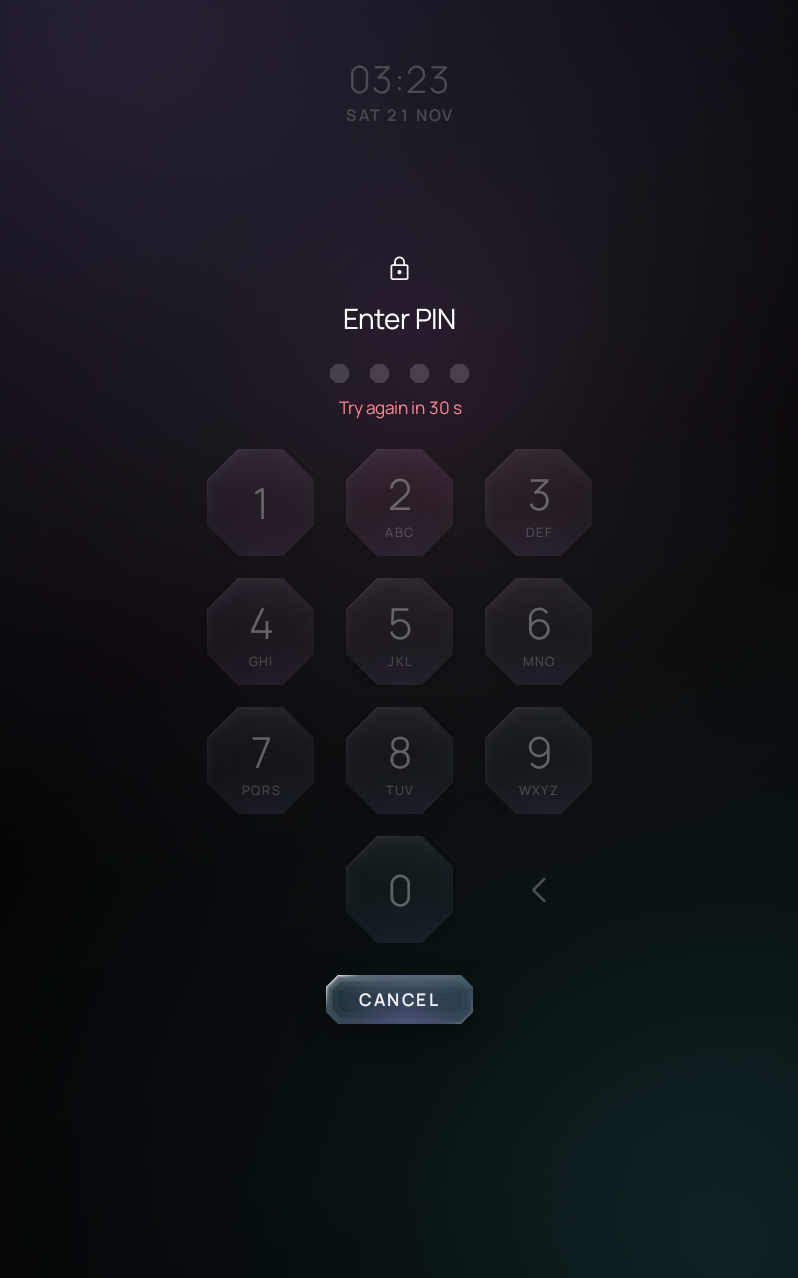 03:23
SAT 21 NOV
Enter PIN
Try again in 30 s
1
2
3
ABC
DEF
4
5
6
GHI
JKL
MNO
7
8
9
PQRS
TUV
WXYZ
0
CANCEL